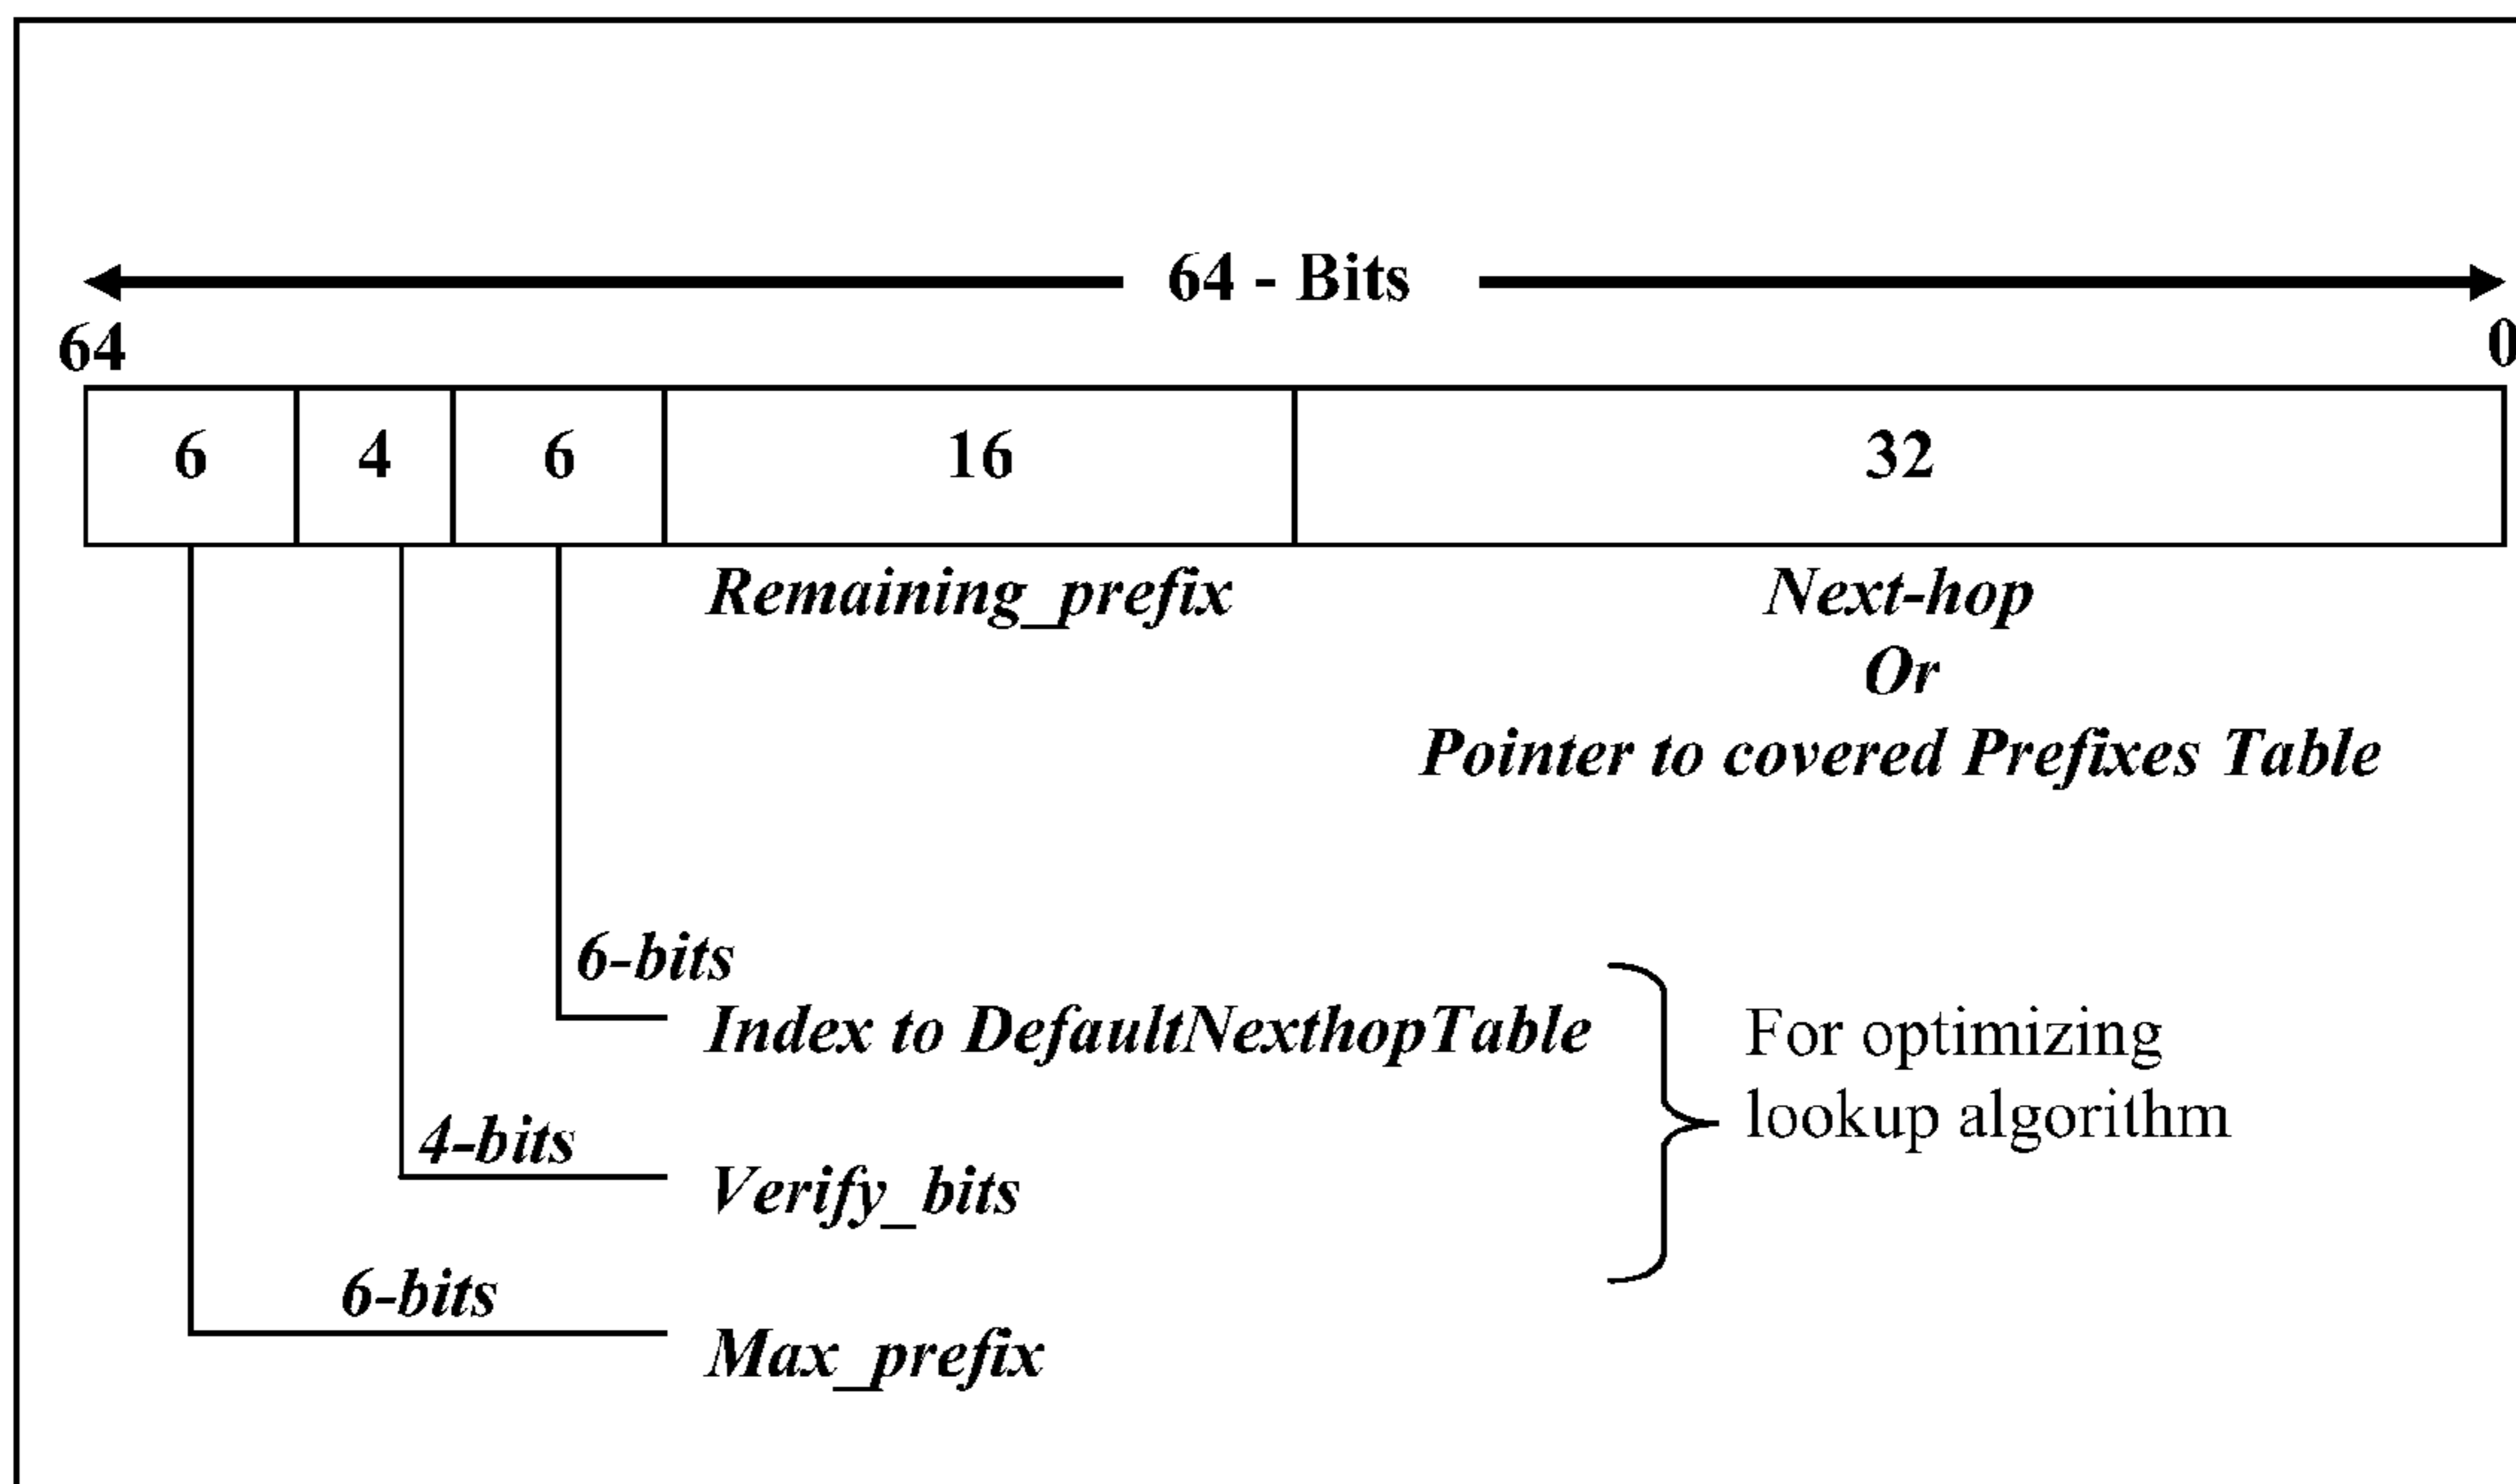 64 - Bits
64
0
6
4
6
16
32
Remaining_prefix
Next-hop
Or
Pointer to covered Prefixes Table
6-bits
Index to DefaultNexthopTable
For optimizing
lookup algorithm
4-bits
Verify_bits
6-bits
Max_prefix